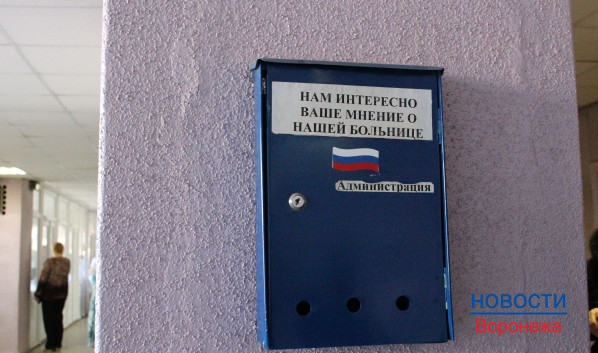 НАМ ИНТЕРЕСНО
ВАШЕ МНЕНИЕ О
НАШЕЙ БОЛЬНИЦЕ
Администрация
НОВОСТИ
Воронежа